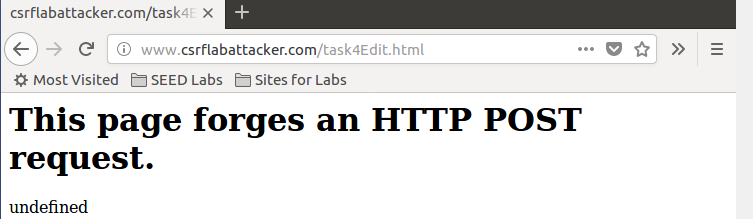 csrflabattacker.com/task4E
www.csrflabattacker.com/task4Edit.html
Most Visited SEED Labs Sites for Labs
This page forges an HTTP POST
request.
undefined